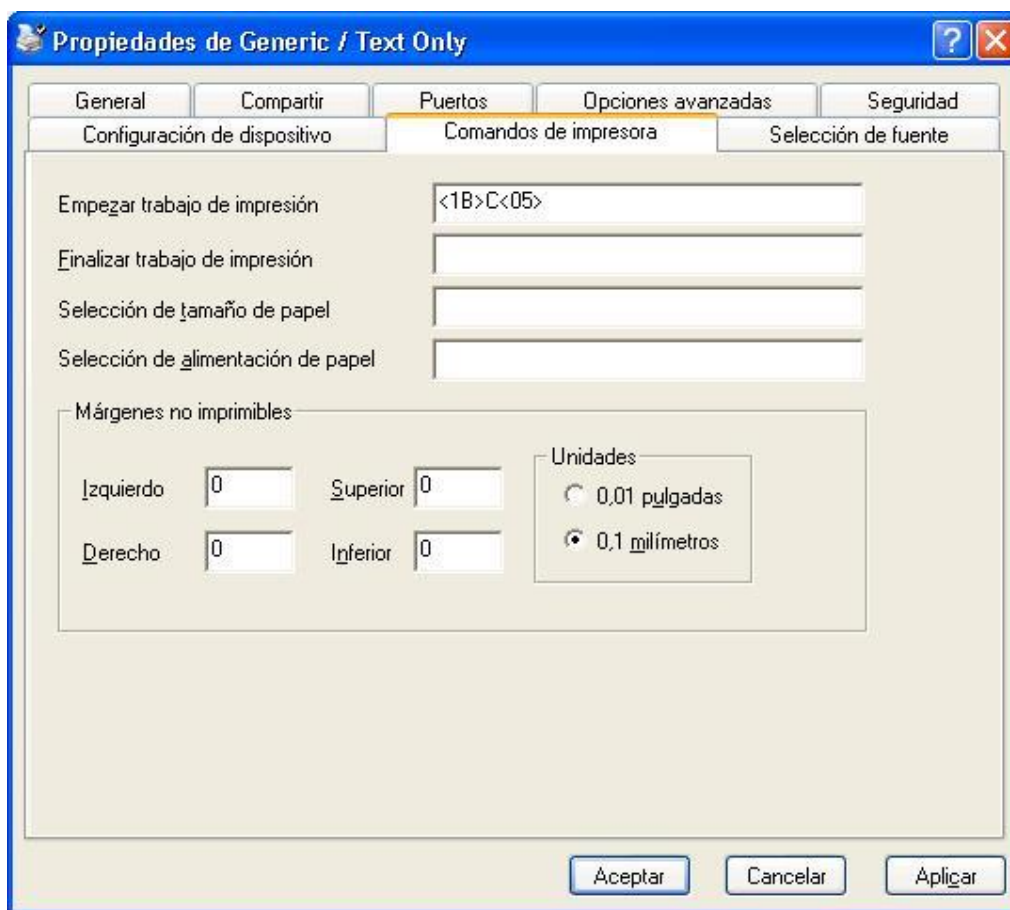 Propiedades de Generic / Text Only
General Compartir Puertos Opciones avanzadas Seguridad
Configuración de dispositivo Comandos de impresora Selección de fuente
Empezar trabajo de impresión <1B>C<05>
Finalizar trabajo de impresión
Selección de tamaño de papel
Selección de alimentación de papel
Márgenes no imprimibles
Unidades
Izquierdo 0 Superior 0 0,01 pulgadas
Derecho 0 Inferior 0 0,1 milímetros
Aceptar Cancelar Aplicar